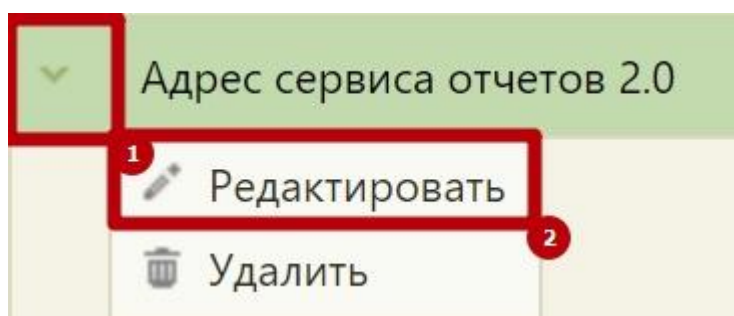 Адрес сервиса отчетов 2.0
1
Редактировать
2
Удалить